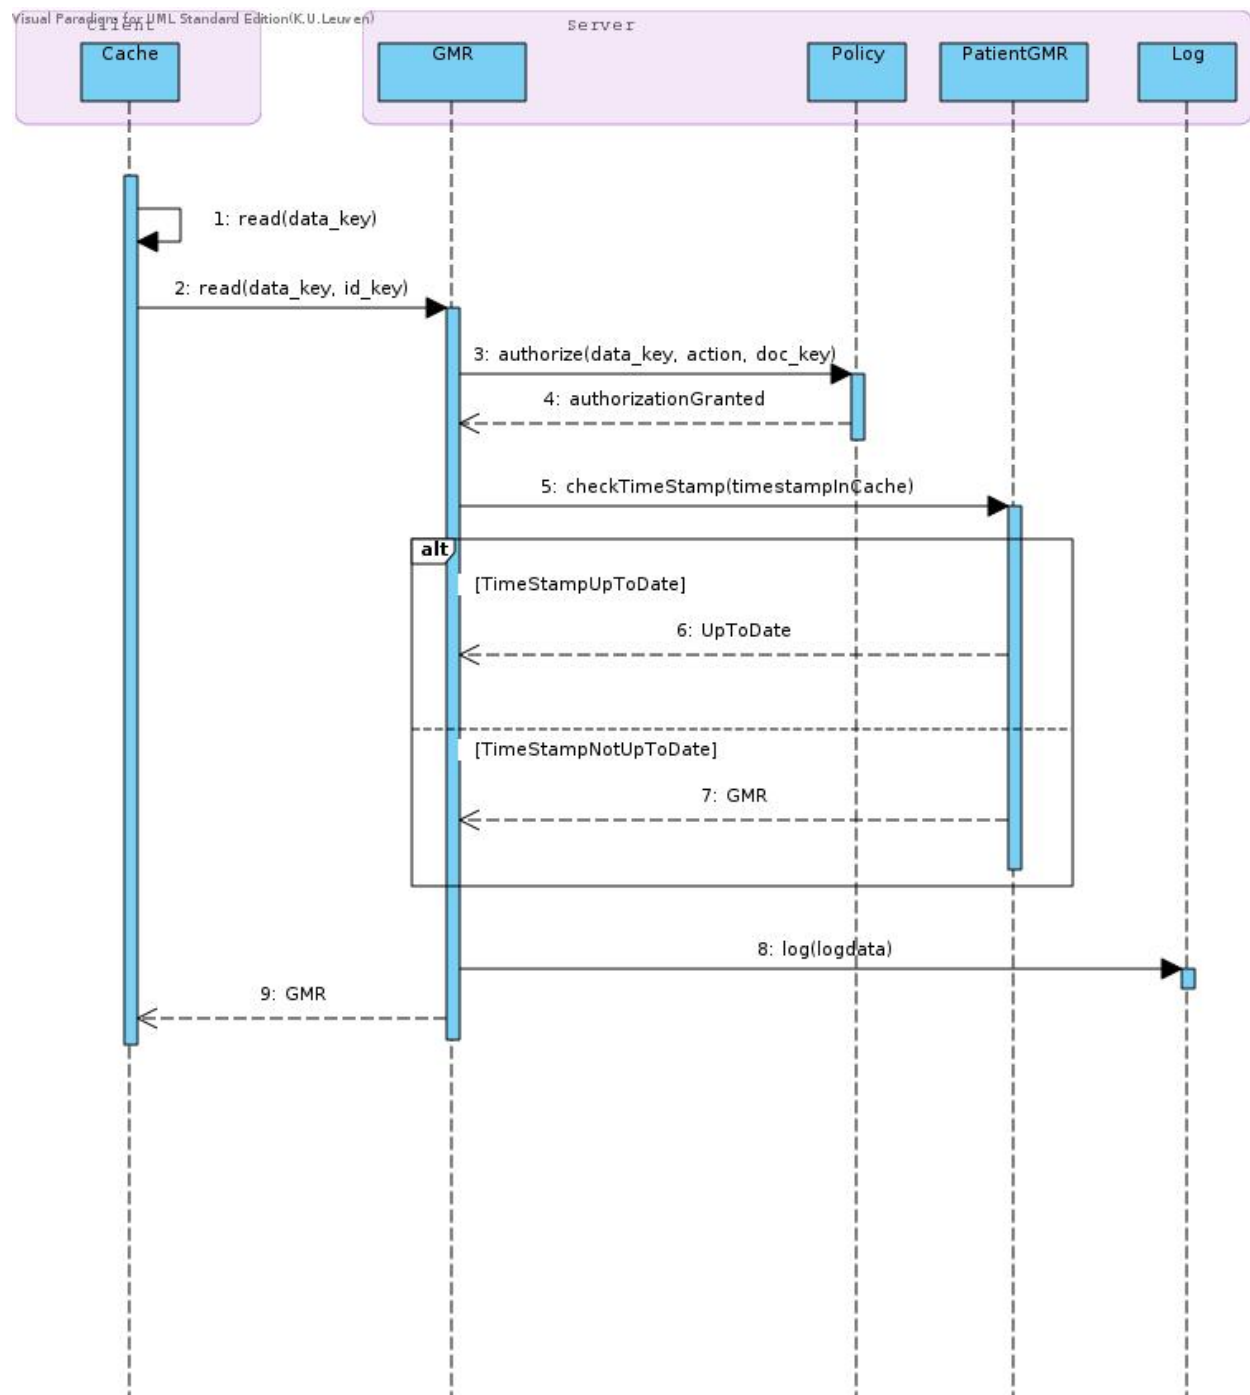 Visual Paradigm for UML Standard Edition(K.U.Leuven)
Client
Server
Cache
GMR
Policy
PatientGMR
Log
1: read(data_key)
2: read(data_key, id_key)
3: authorize(data_key, action, doc_key)
4: authorizationGranted
5: checkTimeStamp(timestampInCache)
alt
[TimeStampUpToDate]
6: UpToDate
[TimeStampNotUpToDate]
7: GMR
8: log(logdata)
9: GMR